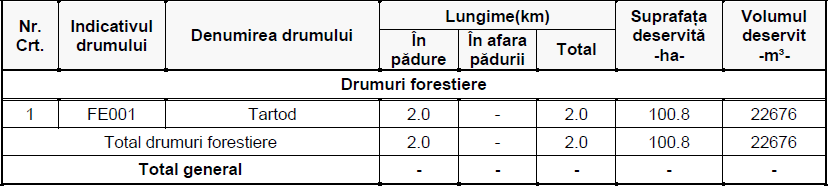 Nr. Crt. | Indicativul drumului | Denumirea drumului | Lungime(km) | Suprafața deservită -ha- | Volumul deservit -m³-
În pădure | În afara pădurii | Total
Drumuri forestiere
1 | FE001 | Tartod | 2.0 | - | 2.0 | 100.8 | 22676
Total drumuri forestiere | 2.0 | - | 2.0 | 100.8 | 22676
Total general | - | - | - | - | -